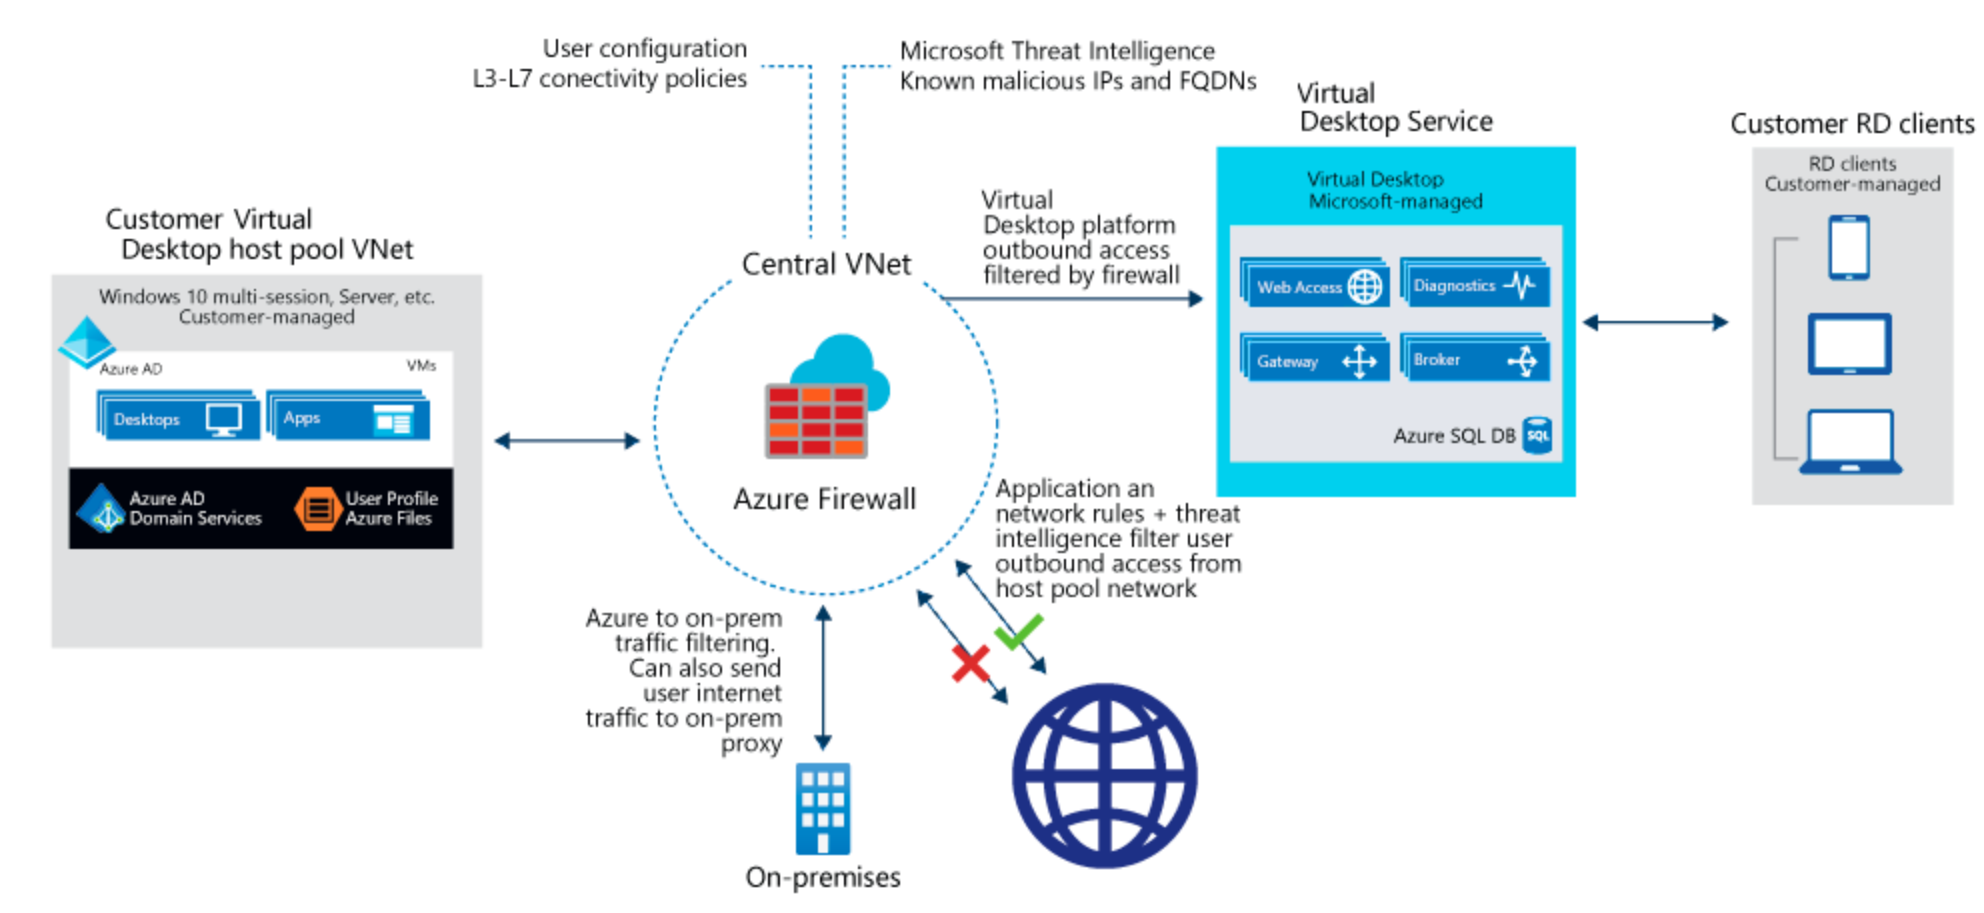 User configuration
L3-L7 conectivity policies
Microsoft Threat Intelligence
Known malicious IPs and FQDNs
Customer Virtual
Desktop host pool VNet
Windows 10 multi-session, Server, etc.
Customer-managed
Azure AD
VMs
Desktops
Apps
Azure AD
Domain Services
User Profile
Azure Files
Central VNet
Azure Firewall
Virtual
Desktop platform
outbound access
filtered by firewall
Virtual
Desktop Service
Virtual Desktop
Microsoft-managed
Web Access
Diagnostics
Gateway
Broker
Azure SQL DB
SQL
Customer RD clients
RD clients
Customer-managed
Application an
network rules + threat
intelligence filter user
outbound access from
host pool network
Azure to on-prem
traffic filtering.
Can also send
user internet
traffic to on-prem
proxy
On-premises